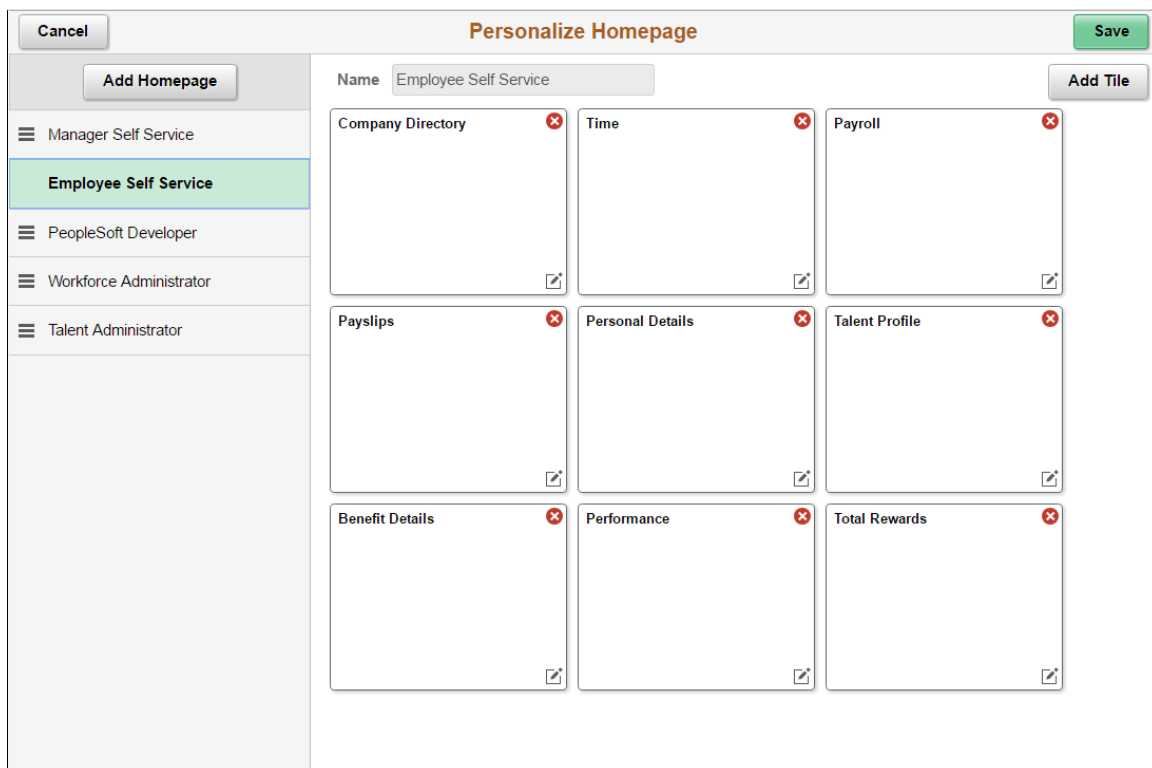 Cancel
Personalize Homepage
Save
Add Homepage
Manager Self Service
Employee Self Service
PeopleSoft Developer
Workforce Administrator
Talent Administrator
Name Employee Self Service
Add Tile
Company Directory
Time
Payroll
Payslips
Personal Details
Talent Profile
Benefit Details
Performance
Total Rewards